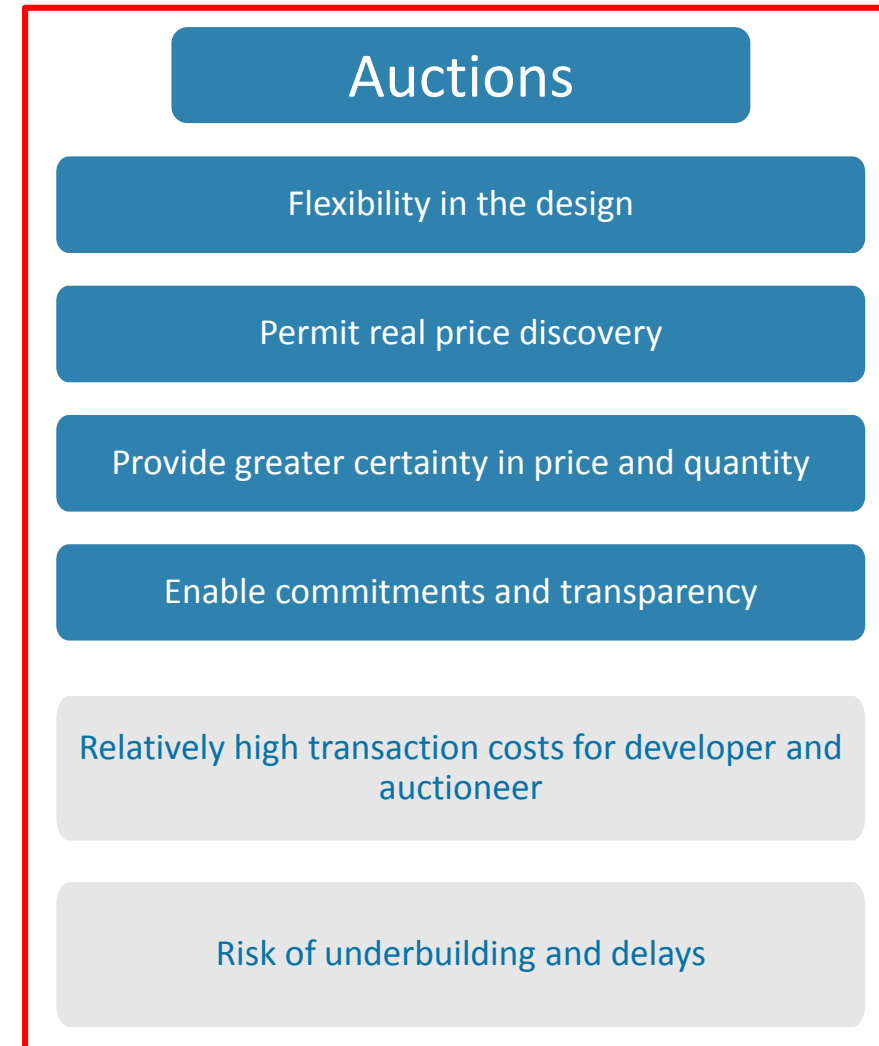 Auctions
Flexibility in the design
Permit real price discovery
Provide greater certainty in price and quantity
Enable commitments and transparency
Relatively high transaction costs for developer and
auctioneer
Risk of underbuilding and delays